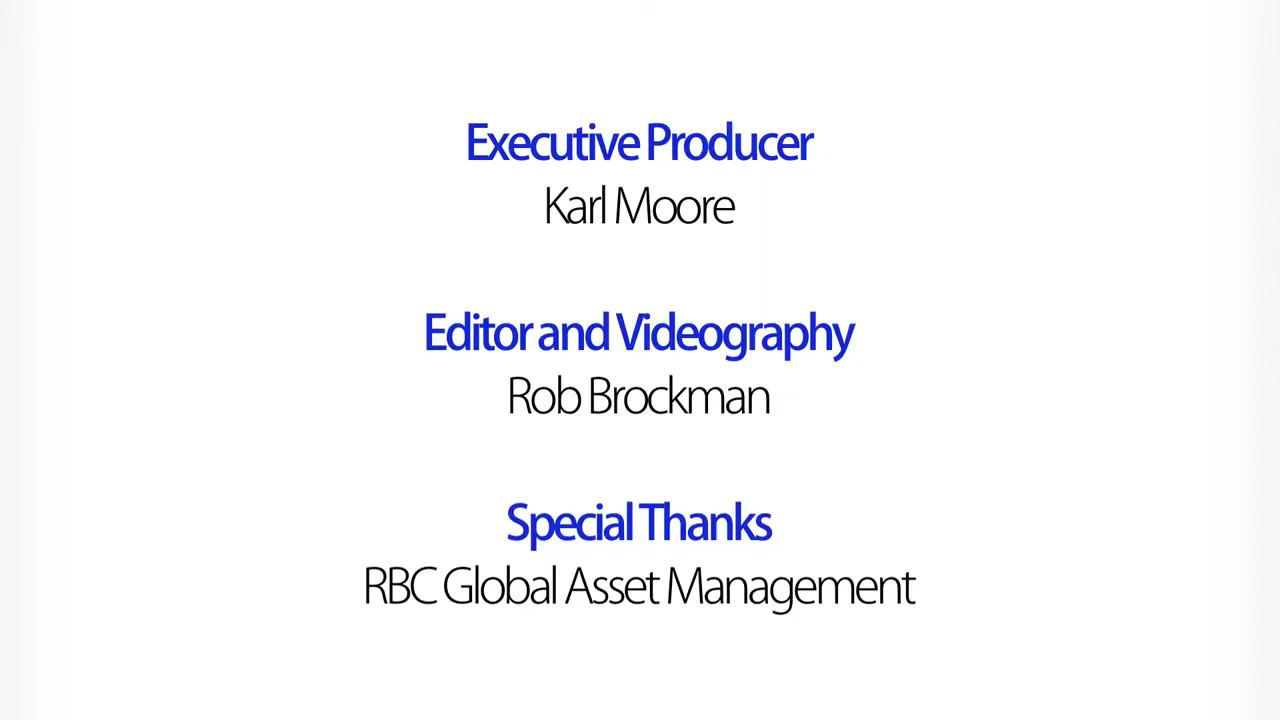 Executive Producer
Karl Moore
Editor and Videography
Rob Brockman
Special Thanks
RBC Global Asset Management